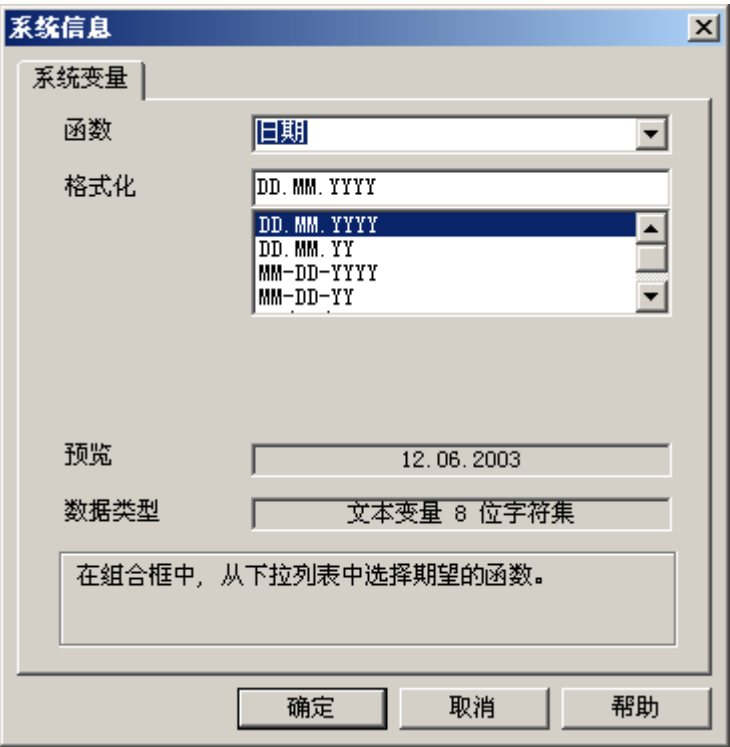 系统信息
系统变量
函数 日期
格式化 DD.MM.YYYY
DD.MM.YYYY
DD.MM.YY
MM-DD-YYYY
MM-DD-YY
预览 12.06.2003
数据类型 文本变量 8 位字符集
在组合框中, 从下拉列表中选择期望的函数。
确定 取消 帮助